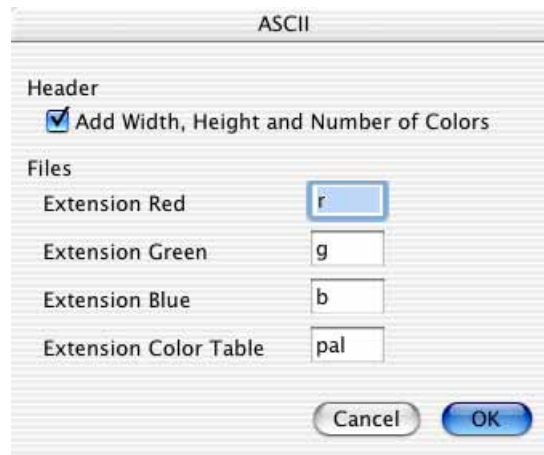 ASCII
Header
Add Width, Height and Number of Colors
Files
Extension Red r
Extension Green g
Extension Blue b
Extension Color Table pal
Cancel OK